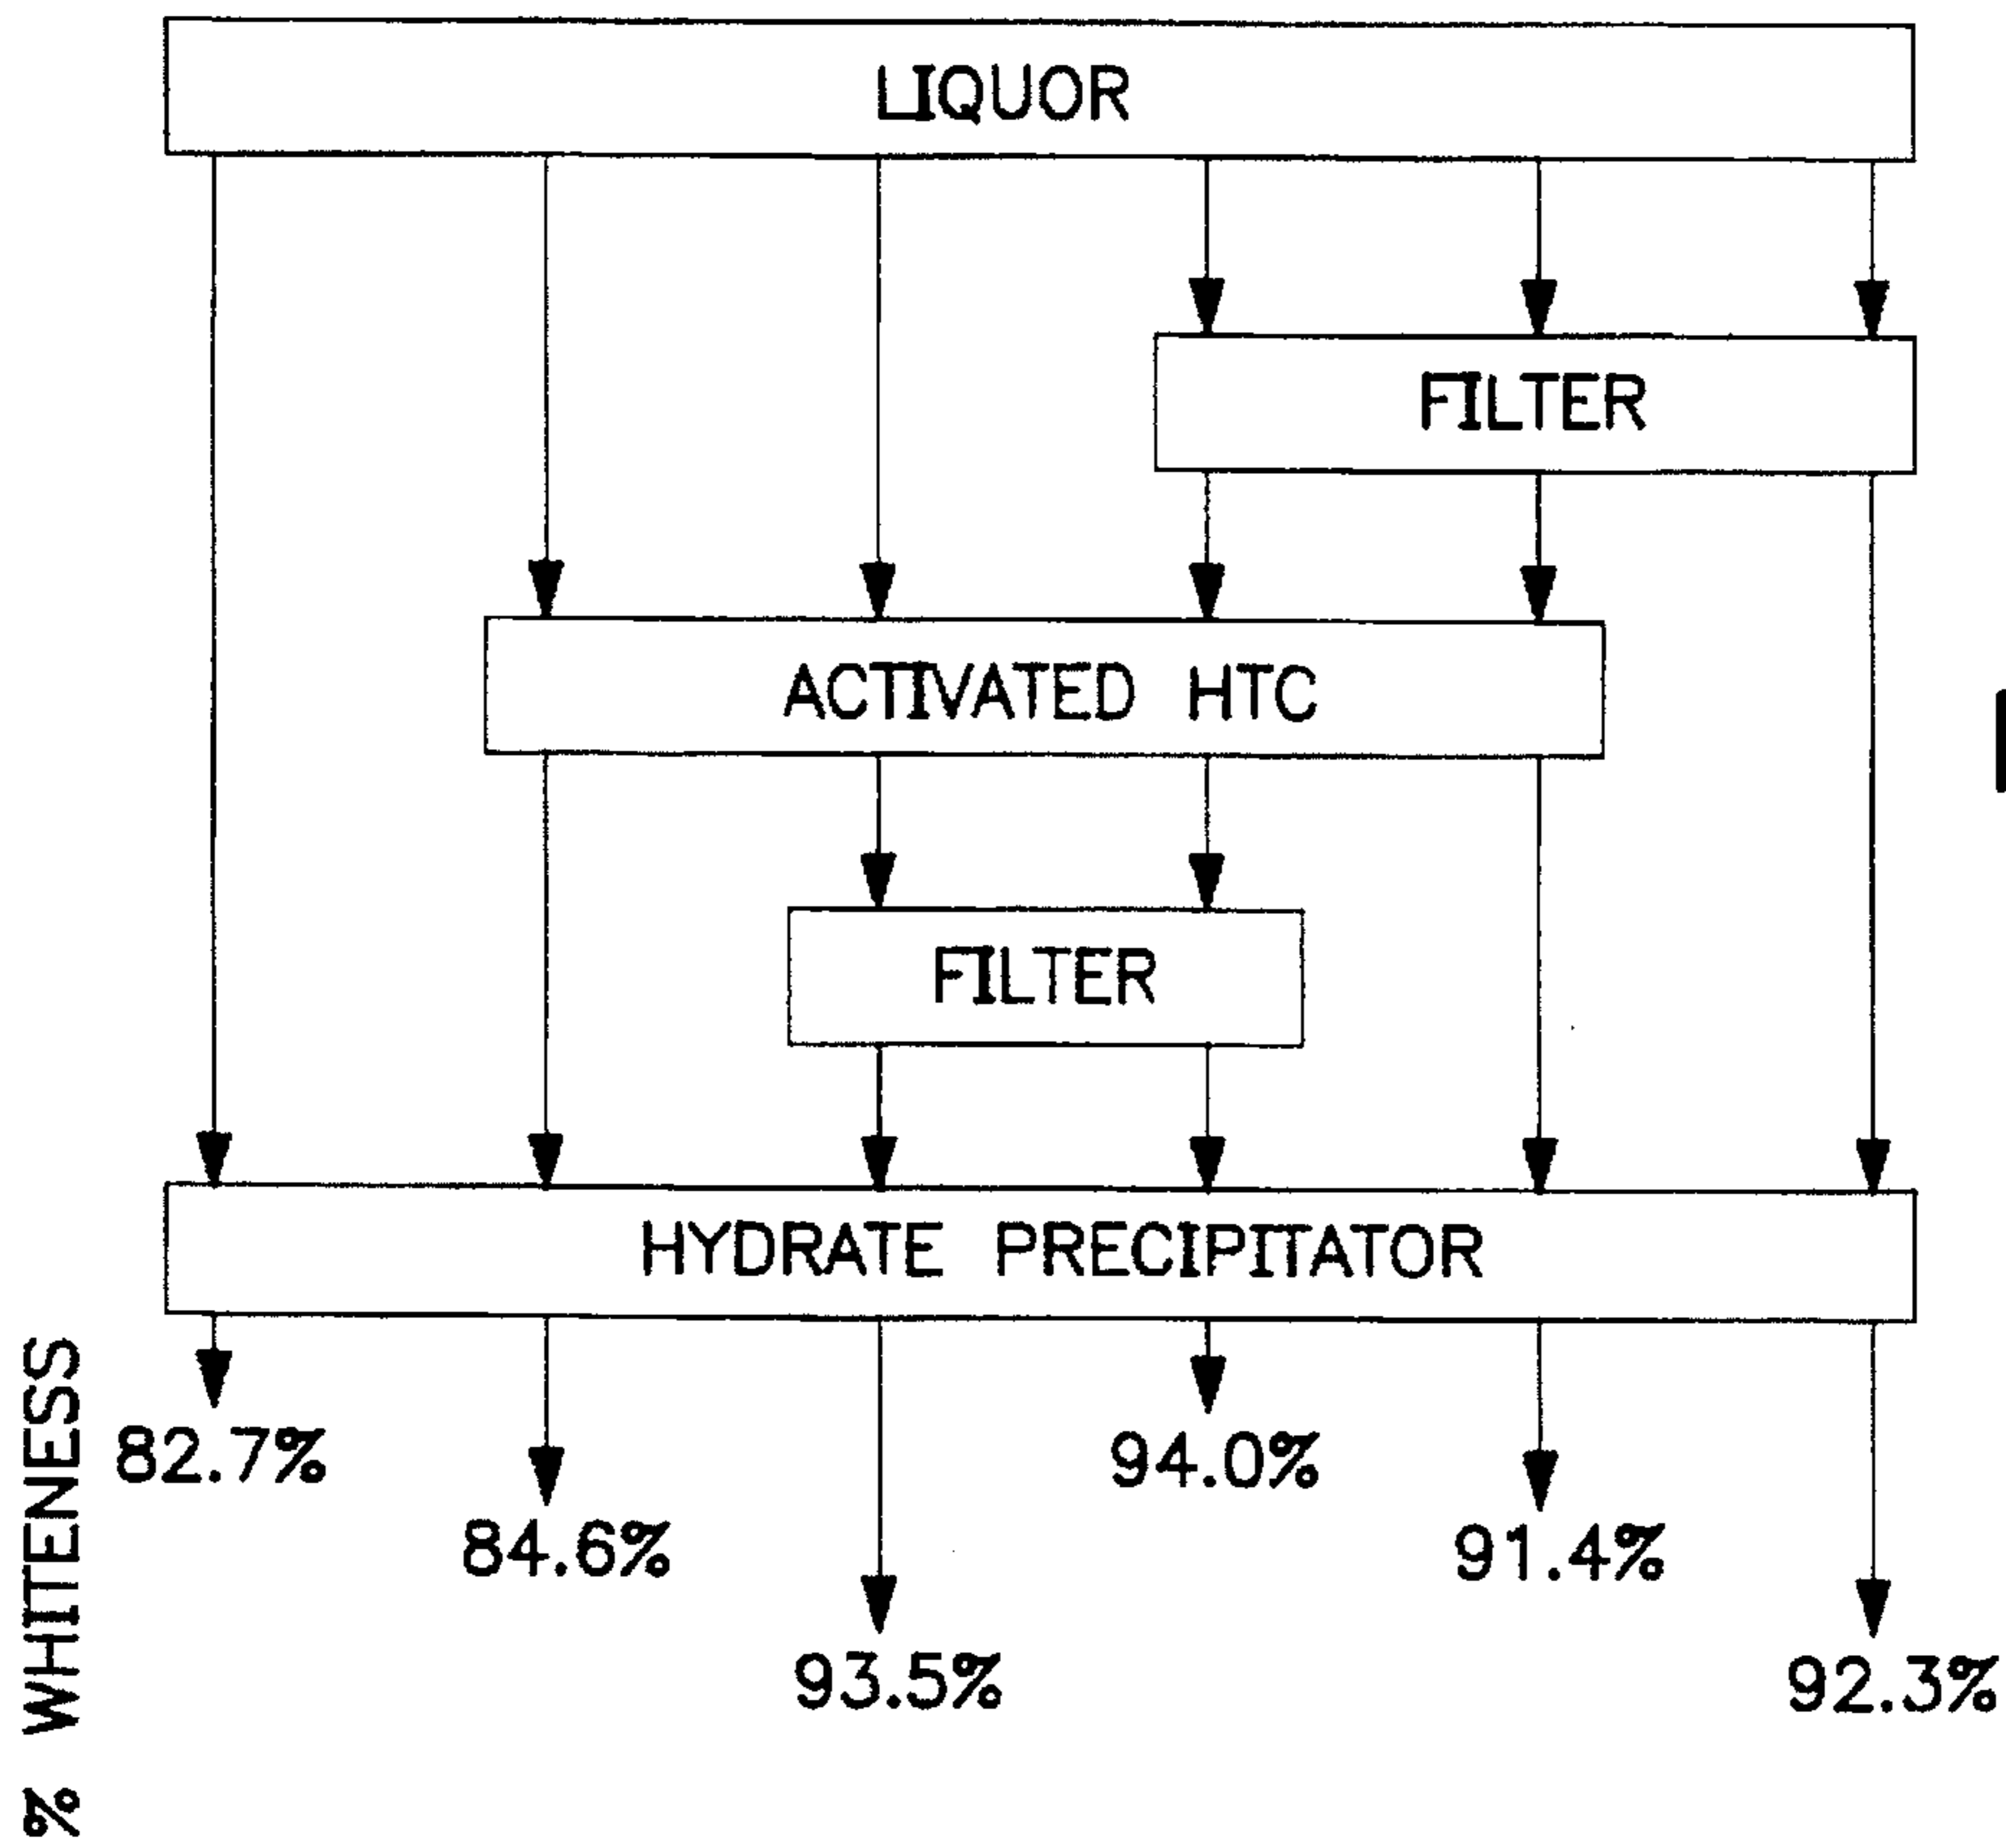 LIQUOR
FILTER
ACTIVATED HTC
FILTER
HYDRATE PRECIPITATOR
% WHITENESS
82.7%
84.6%
93.5%
94.0%
91.4%
92.3%